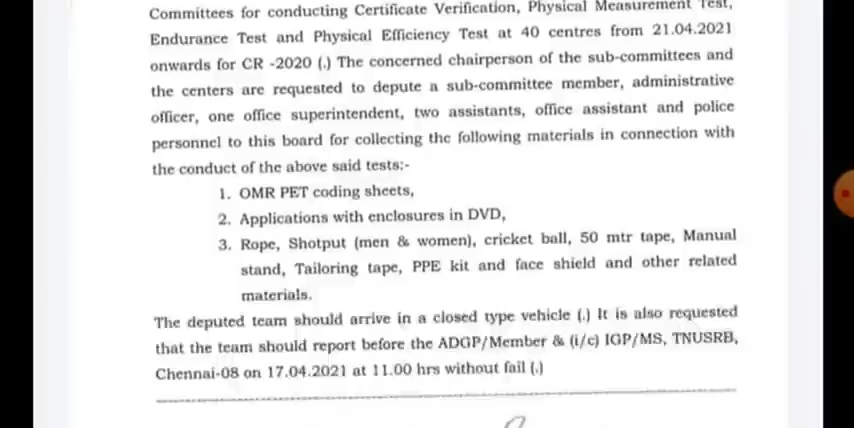 Committees for conducting Certificate Verification, Physical Measurement Test,
Endurance Test and Physical Efficiency Test at 40 centres from 21.04.2021
onwards for CR -2020 (.) The concerned chairperson of the sub-committees and
the centers are requested to depute a sub-committee member, administrative
officer, one office superintendent, two assistants, office assistant and police
personnel to this board for collecting the following materials in connection with
the conduct of the above said tests:-
1. OMR PET coding sheets,
2. Applications with enclosures in DVD,
3. Rope, Shotput (men & women), cricket ball, 50 mtr tape, Manual
stand, Tailoring tape, PPE kit and face shield and other related
materials.
The deputed team should arrive in a closed type vehicle (.) It is also requested
that the team should report before the ADGP/Member & (i/c) IGP/MS, TNUSRB,
Chennai-08 on 17.04.2021 at 11.00 hrs without fail (.)